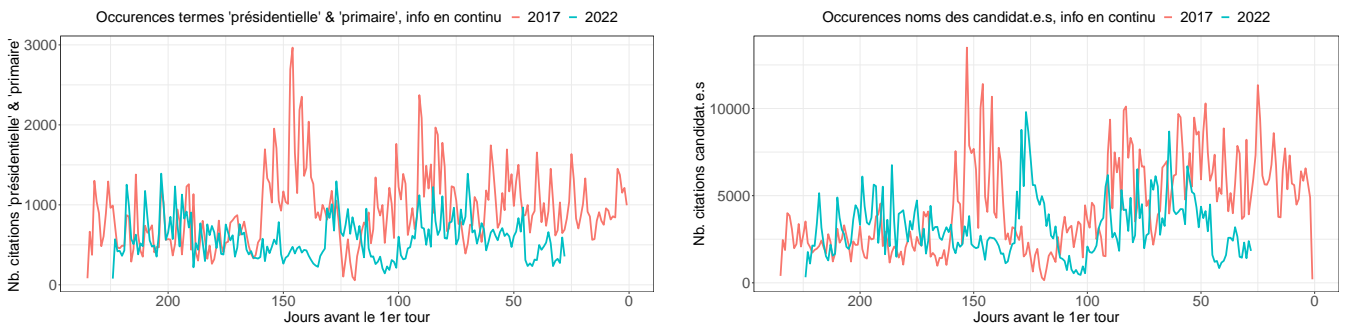 Occurences termes 'présidentielle' & 'primaire', info en continu 2017 2022
Nb. citations 'présidentielle' & 'primaire'
3000
2000
1000
0
200 150 100 50 0
Jours avant le 1er tour
Occurences noms des candidat.e.s, info en continu 2017 2022
Nb. citations candidat.e.s
10000
5000
0
200 150 100 50 0
Jours avant le 1er tour